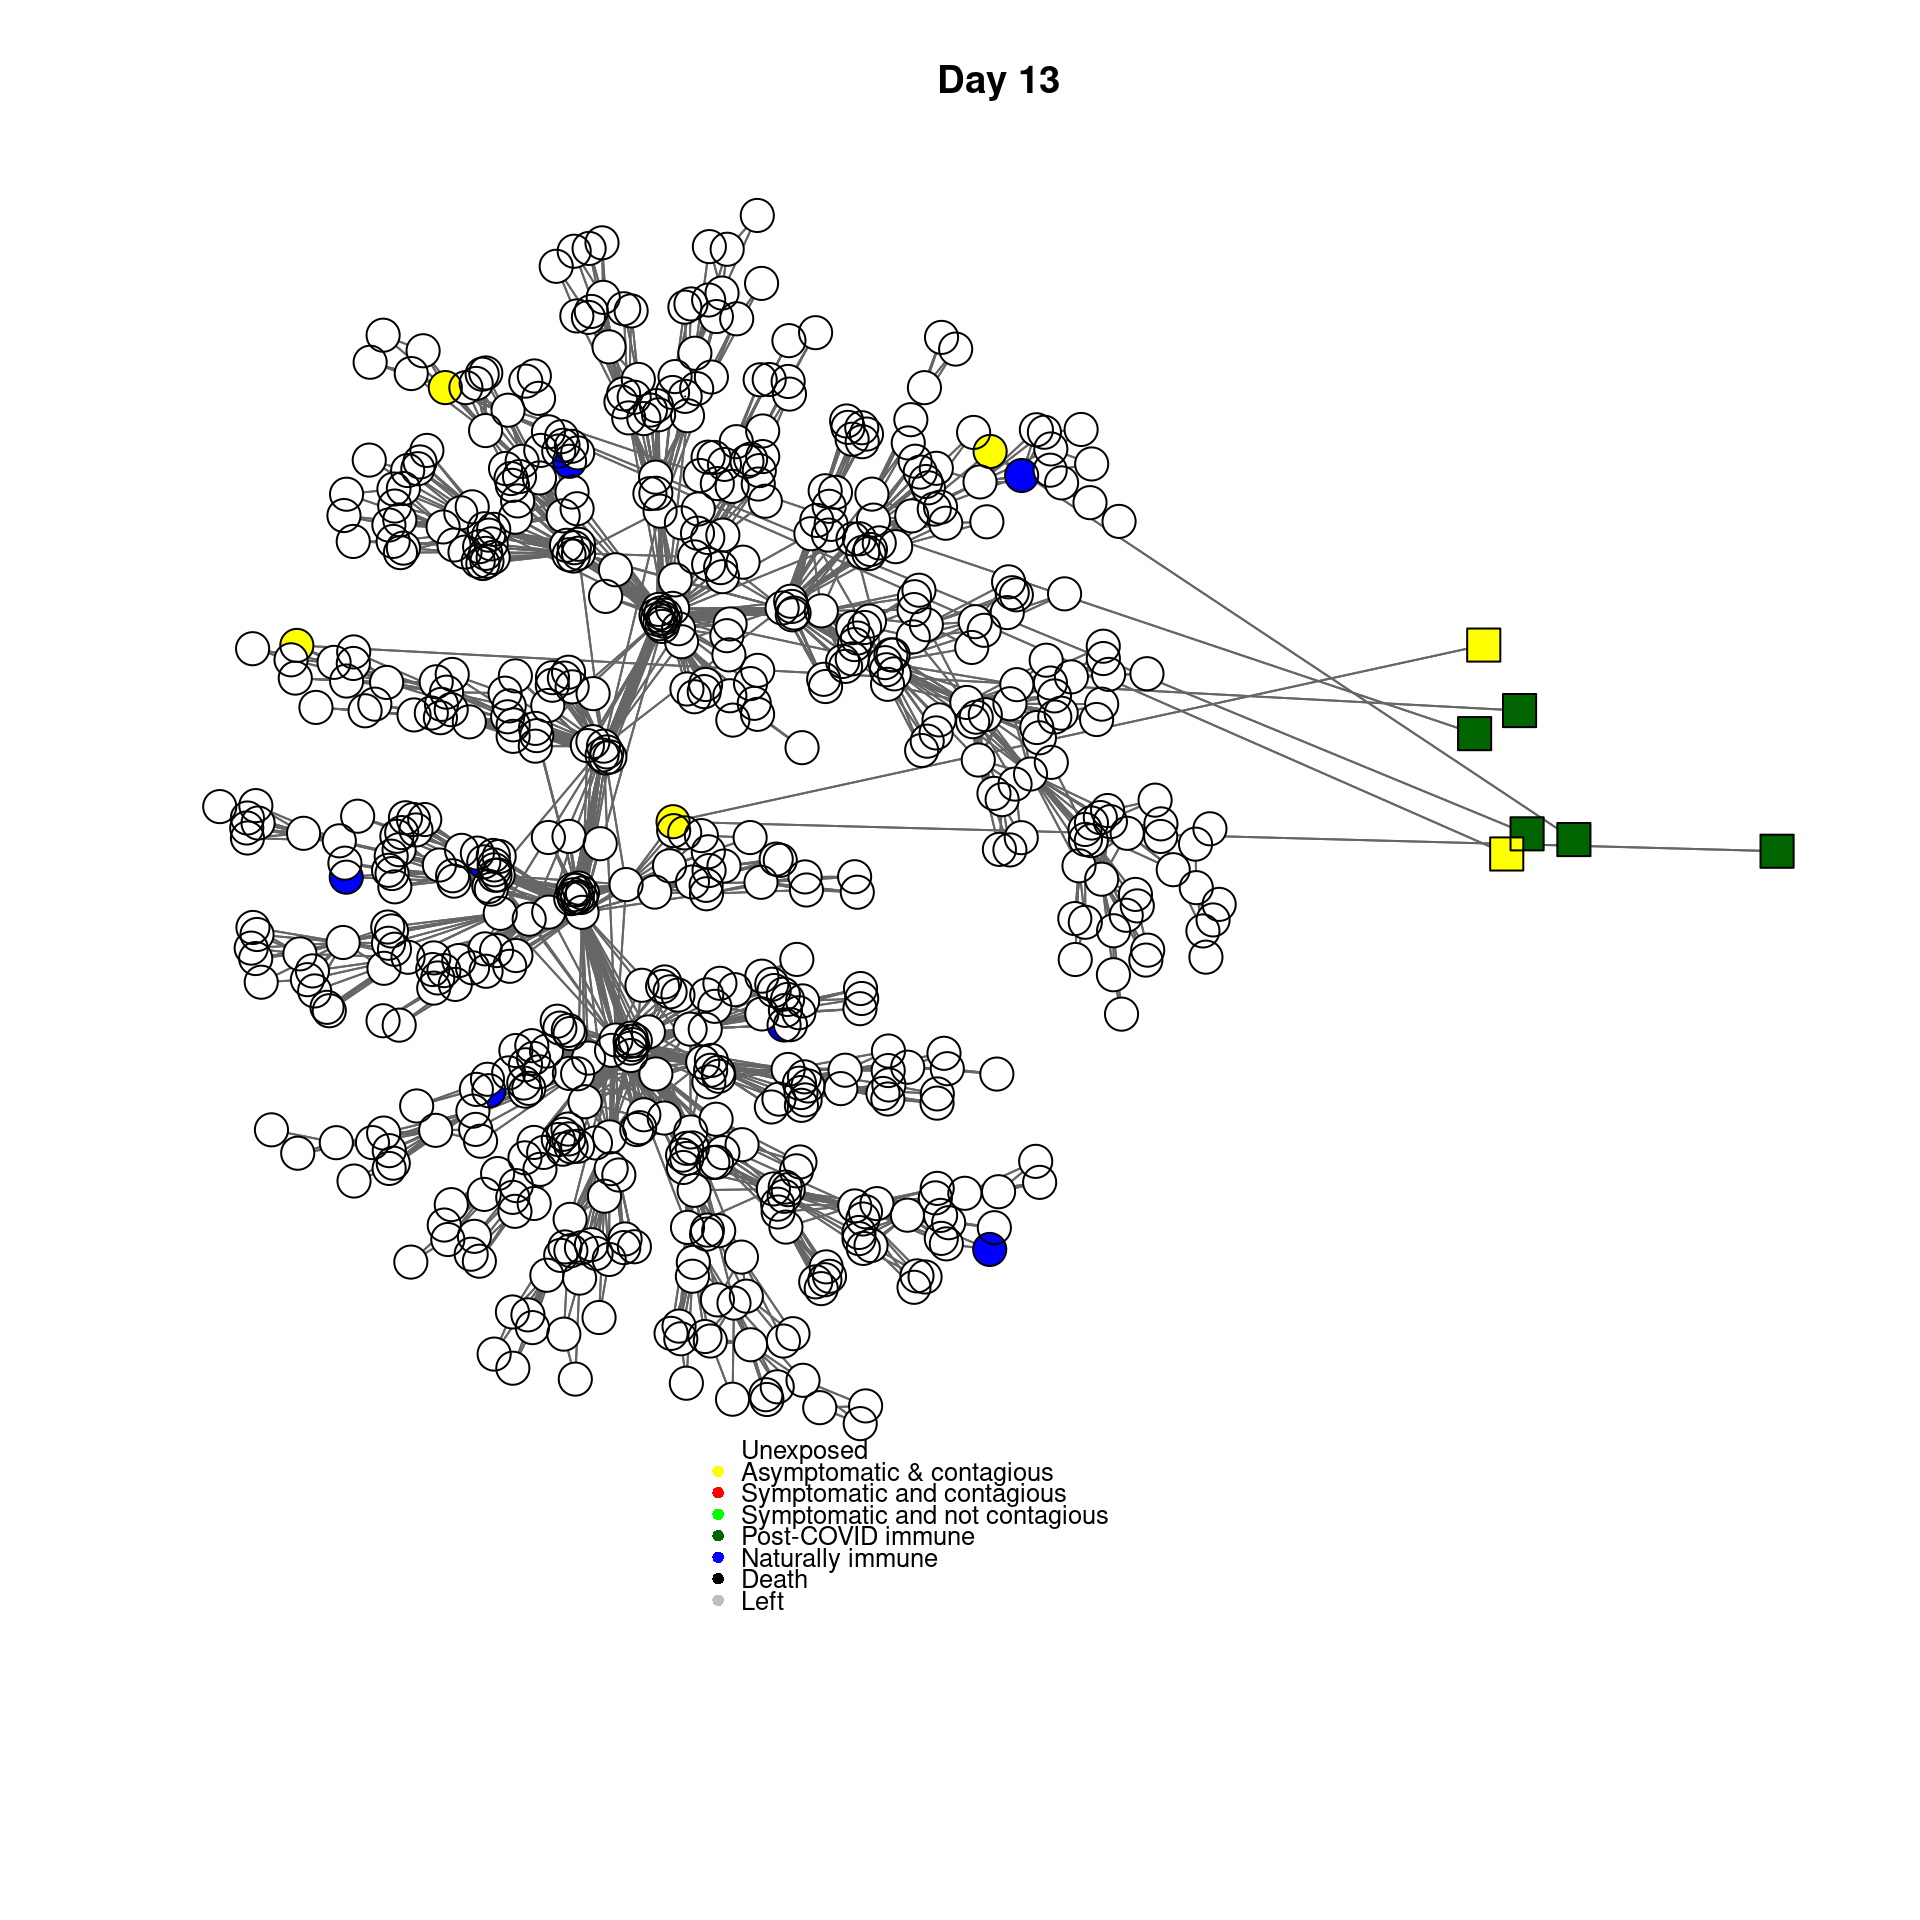 Day 13
Unexposed
Asymptomatic & contagious
Symptomatic and contagious
Symptomatic and not contagious
Post-COVID immune
Naturally immune
Death
Left